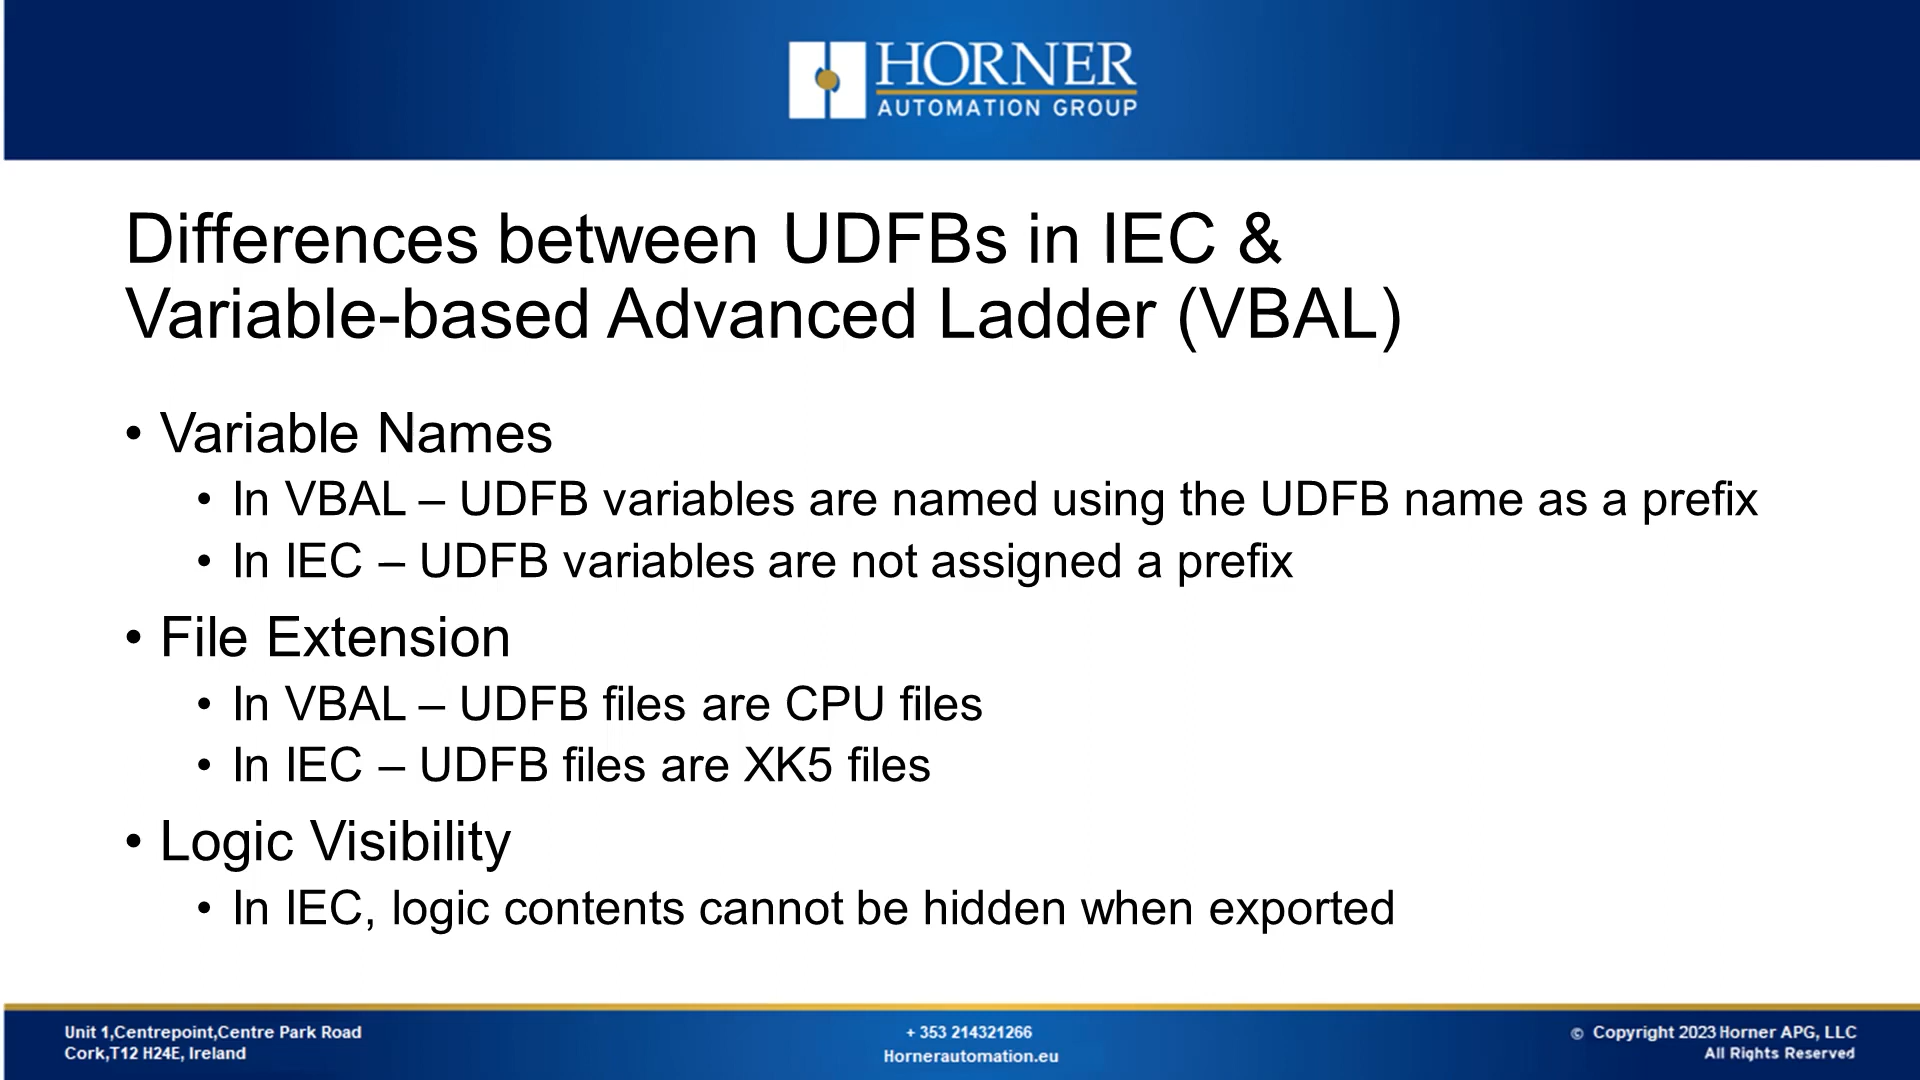 HORNER
AUTOMATION GROUP
Differences between UDFBs in IEC &
Variable-based Advanced Ladder (VBAL)
• Variable Names
• In VBAL – UDFB variables are named using the UDFB name as a prefix
• In IEC – UDFB variables are not assigned a prefix
• File Extension
• In VBAL – UDFB files are CPU files
• In IEC – UDFB files are XK5 files
• Logic Visibility
• In IEC, logic contents cannot be hidden when exported
Unit 1,Centrepoint,Centre Park Road
Cork,T12 H24E, Ireland
+ 353 214321266
Hornerautomation.eu
© Copyright 2023 Horner APG, LLC
All Rights Reserved